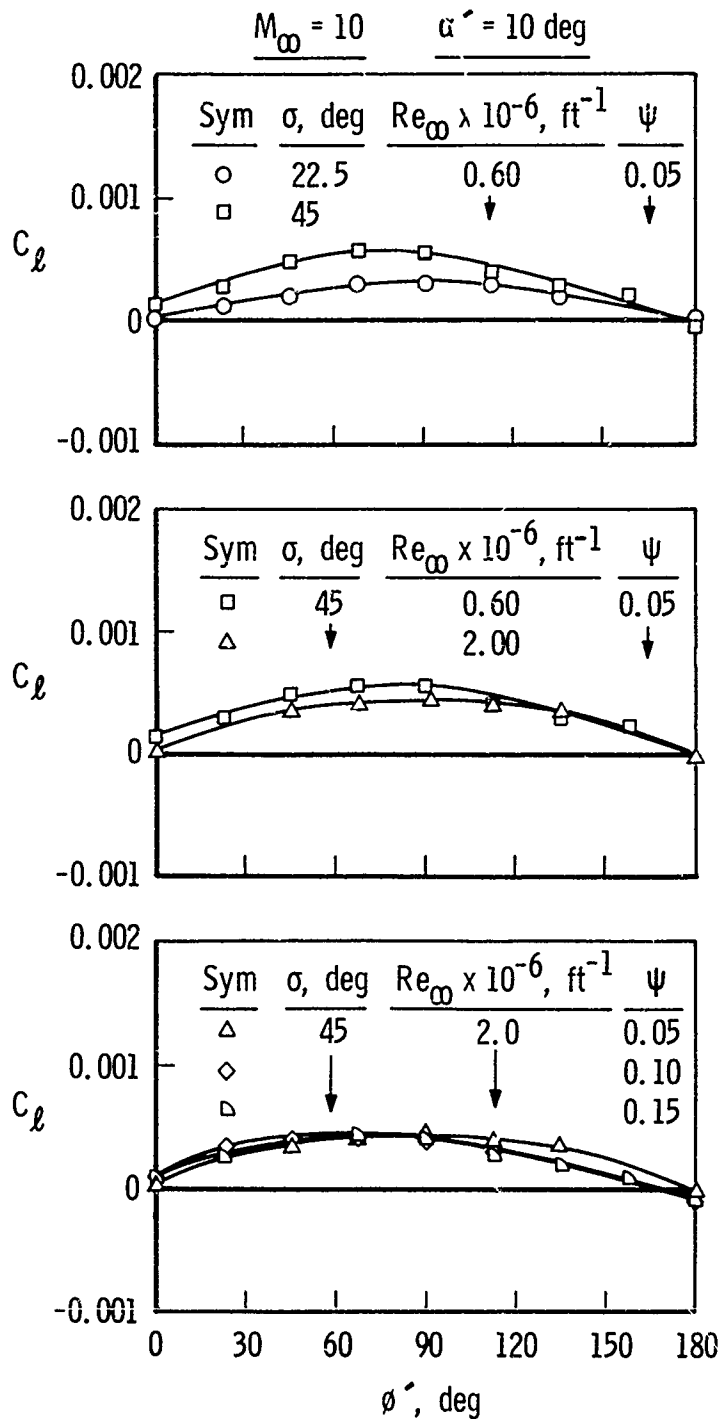 M∞ = 10 α´ = 10 deg
0.002
Sym σ, deg Re∞ λ 10⁻⁶, ft⁻¹ ψ
○ 22.5 0.60 0.05
□ 45 ↓ ↓
0.001
Cℓ
0
-0.001
0.002
Sym σ, deg Re∞ x 10⁻⁶, ft⁻¹ ψ
□ 45 0.60 0.05
△ ↓ 2.00 ↓
0.001
Cℓ
0
-0.001
0.002
Sym σ, deg Re∞ x 10⁻⁶, ft⁻¹ ψ
△ 45 2.0 0.05
◇ ↓ ↓ 0.10
0.001
◺ 0.15
Cℓ
0
-0.001
0 30 60 90 120 150 180
ø´, deg